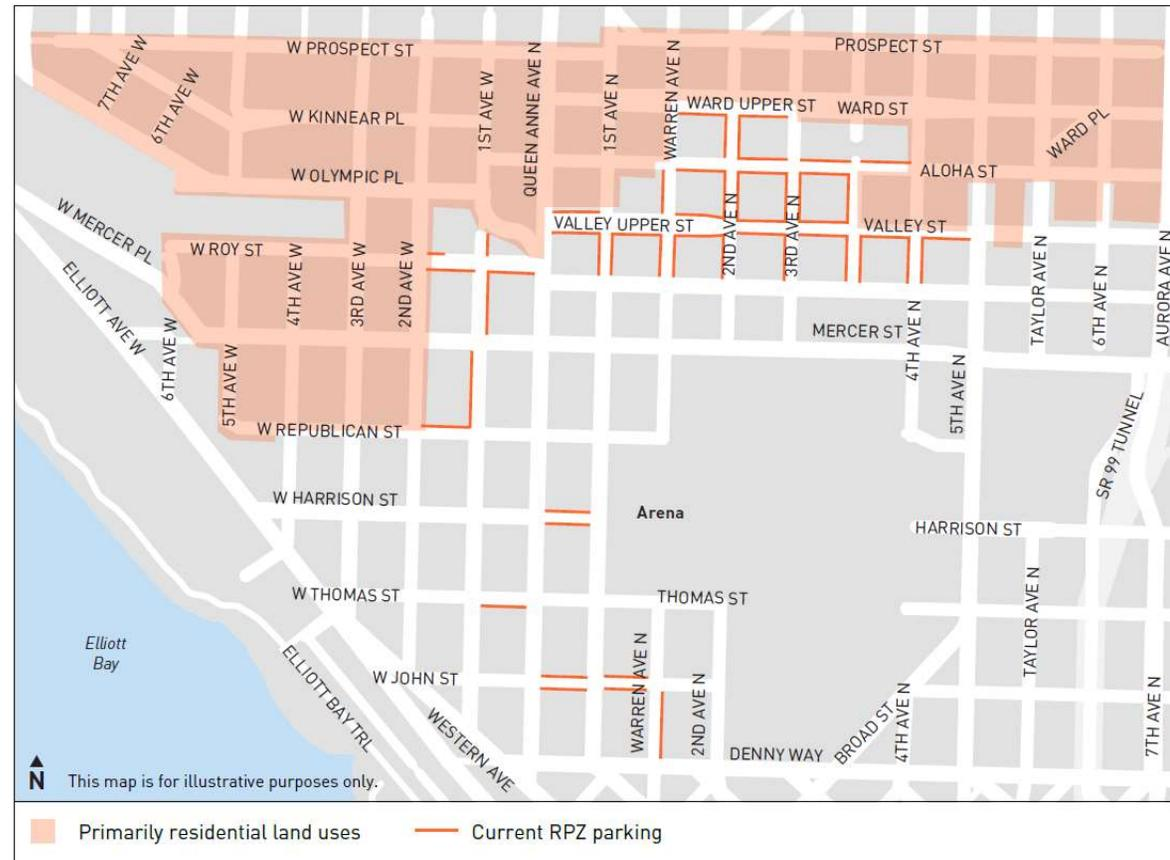 W PROSPECT ST
PROSPECT ST
7TH AVE W
6TH AVE W
1ST AVE W
QUEEN ANNE AVE N
1ST AVE N
WARREN AVE N
WARD UPPER ST
WARD ST
WARD PL
W KINNEAR PL
W OLYMPIC PL
ALOHA ST
W MERCER PL
VALLEY UPPER ST
2ND AVE N
3RD AVE N
VALLEY ST
W ROY ST
ELLIOTT AVE W
4TH AVE W
3RD AVE W
2ND AVE W
MERCER ST
4TH AVE N
TAYLOR AVE N
6TH AVE N
AURORA AVE N
6TH AVE W
5TH AVE W
5TH AVE N
W REPUBLICAN ST
SR 99 TUNNEL
W HARRISON ST
Arena
HARRISON ST
W THOMAS ST
THOMAS ST
TAYLOR AVE N
Elliott
Bay
ELLIOTT BAY TRL
W JOHN ST
WESTERN AVE
WARREN AVE N
2ND AVE N
DENNY WAY
BROAD ST
4TH AVE N
7TH AVE N
N
This map is for illustrative purposes only.
Primarily residential land uses
Current RPZ parking